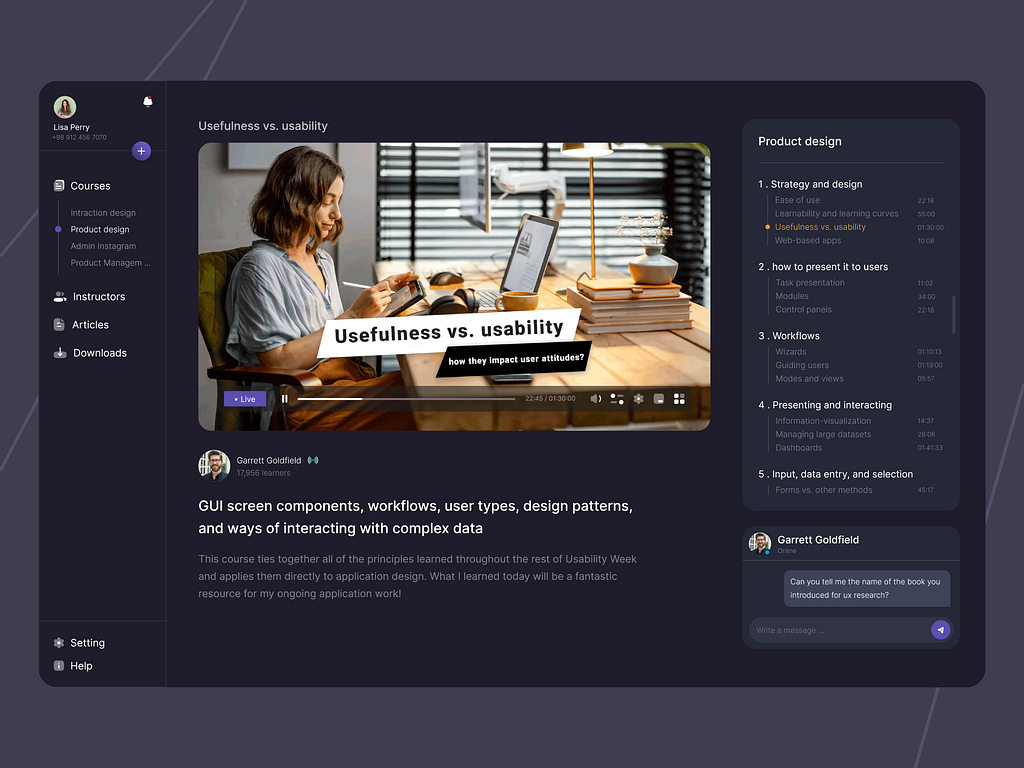 Lisa Perry
+98 912 456 7070
Courses
Intraction design
Product design
Admin Instagram
Product Managem ...
Instructors
Articles
Downloads
Setting
Help
Usefulness vs. usability
Usefulness vs. usability
how they impact user attitudes?
• Live
22:45 / 01:30:00
Garrett Goldfield
17,956 learners
GUI screen components, workflows, user types, design patterns,
and ways of interacting with complex data
This course ties together all of the principles learned throughout the rest of Usability Week
and applies them directly to application design. What I learned today will be a fantastic
resource for my ongoing application work!
Product design
1 . Strategy and design
Ease of use 22:18
Learnability and learning curves 55:00
Usefulness vs. usability 01:30:00
Web-based apps 10:08
2 . how to present it to users
Task presentation 11:02
Modules 34:00
Control panels 22:18
3 . Workflows
Wizards 01:10:13
Guiding users 01:19:00
Modes and views 05:57
4 . Presenting and interacting
Information-visualization 14:37
Managing large datasets 26:06
Dashboards 01:41:33
5 . Input, data entry, and selection
Forms vs. other methods 45:17
Garrett Goldfield
Online
Can you tell me the name of the book you
introduced for ux research?
Write a message ...